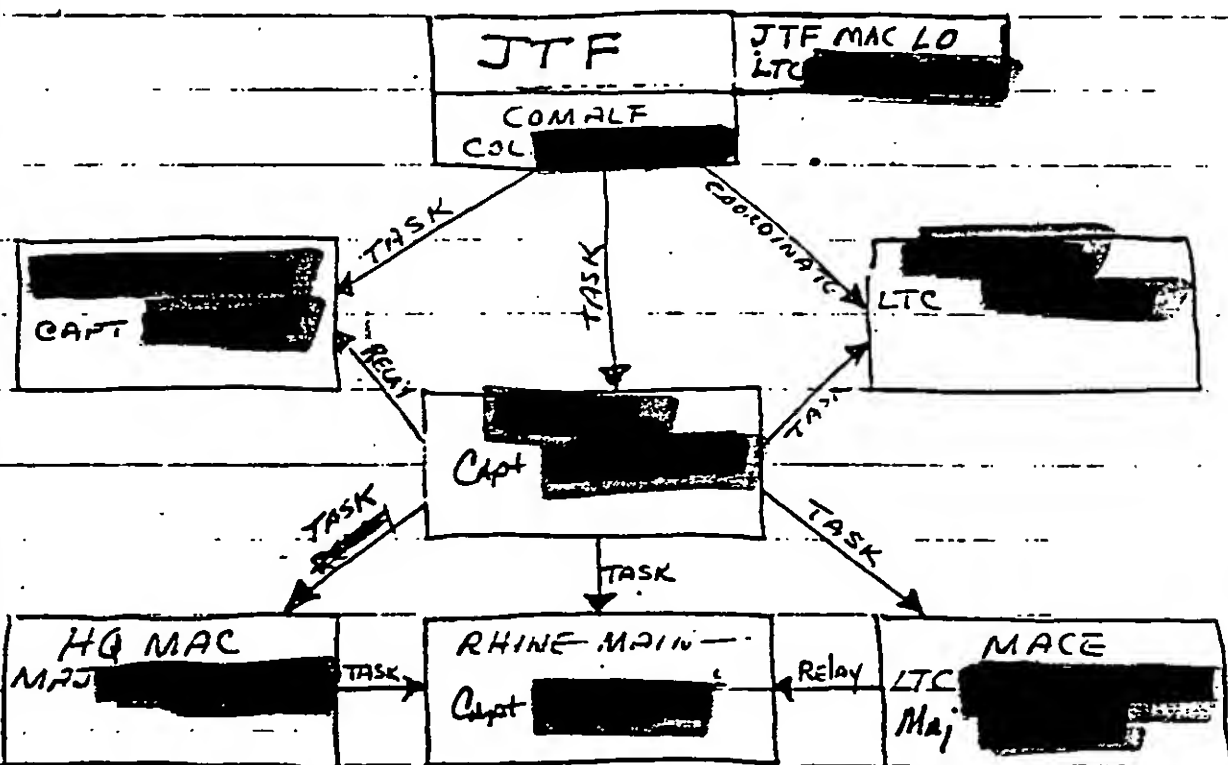 JTF
JTF MAC LO
LTC
COMALF
COL
TASK
TASK
COORDINATE
CAPT
LTC
RELAY
TASK
Capt
TASK
TASK
TASK
HQ MAC
MAJ
TASK
RHINE-MAIN
Capt
RELAY
MACE
LTC
Maj